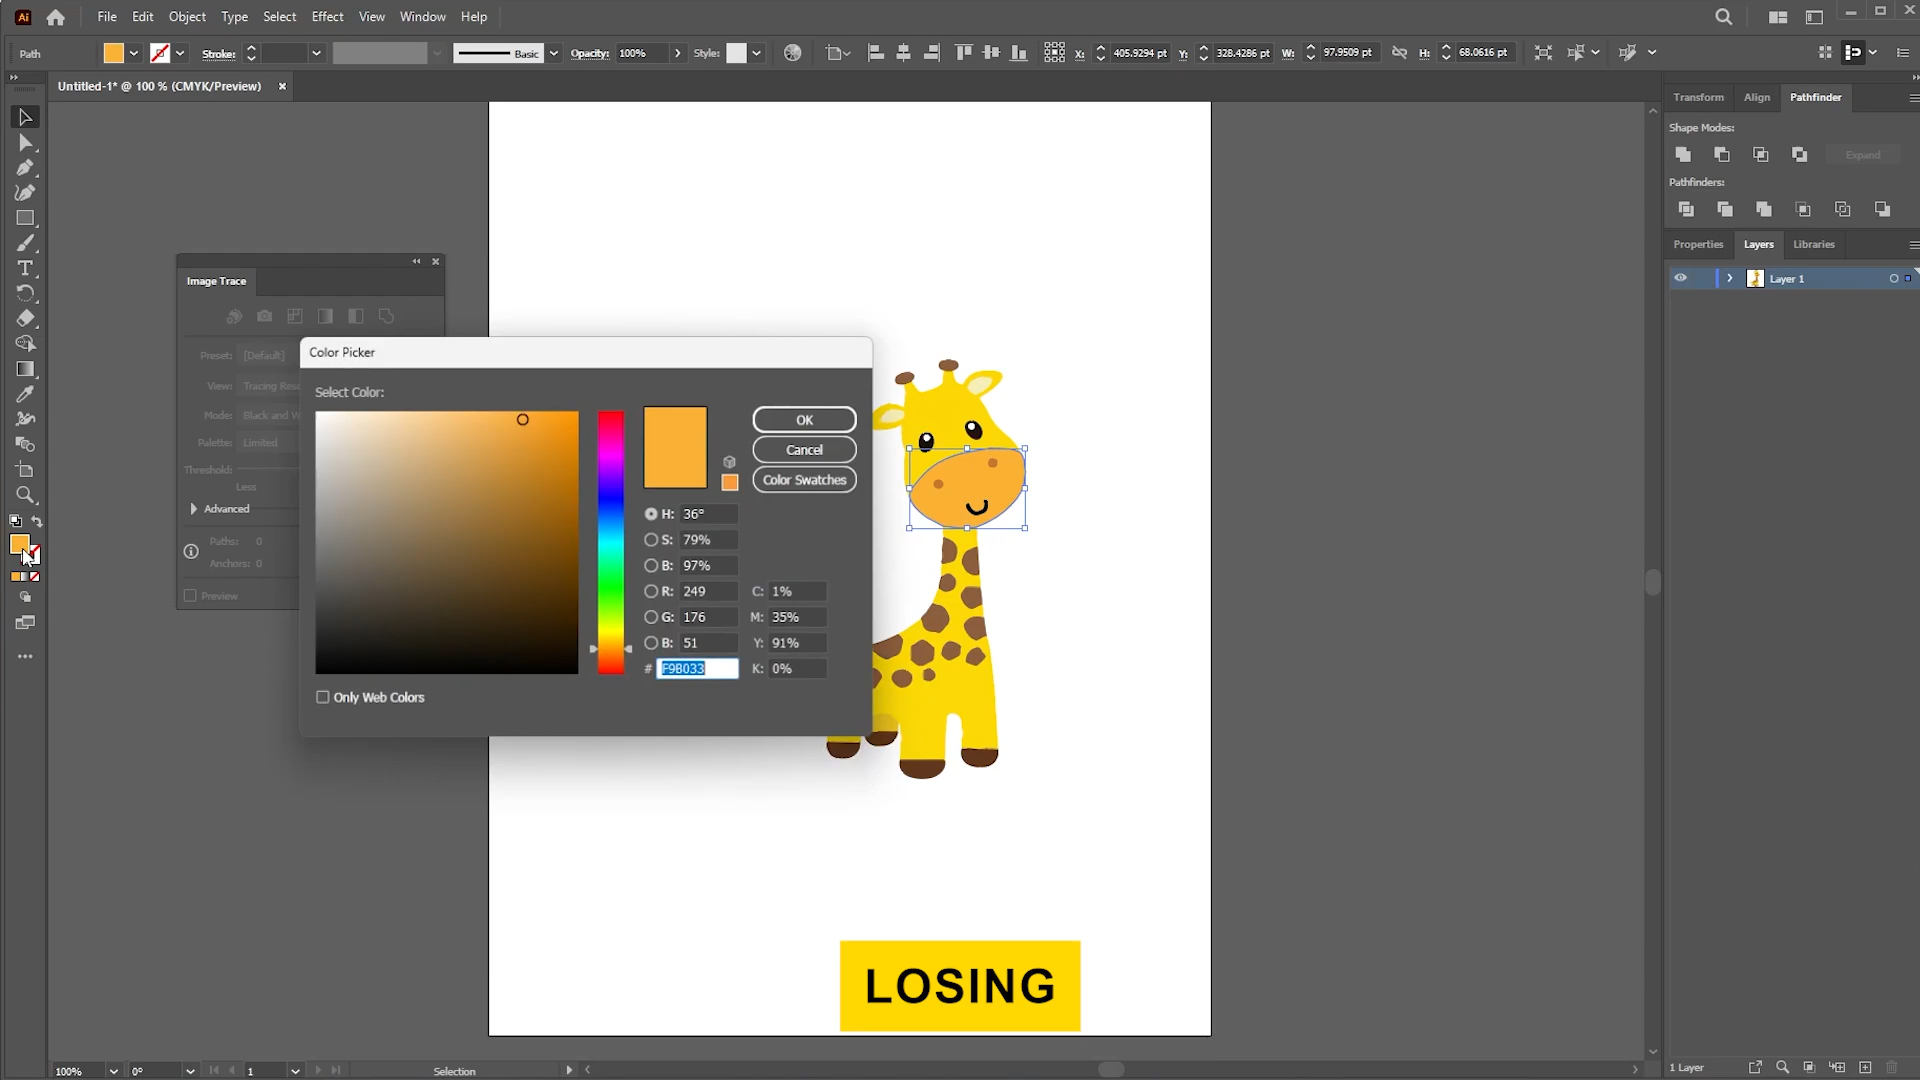 Ai File Edit Object Type Select Effect View Window Help
Path Stroke: Basic Opacity: 100% Style: X: 405.9294 pt Y: 328.4286 pt W: 97.9509 pt H: 68.0616 pt
Untitled-1* @ 100 % (CMYK/Preview)
Transform Align Pathfinder
Shape Modes:
Expand
Pathfinders:
Properties Layers Libraries
Layer 1
Image Trace
Preset: [Default]
View:
Mode: Black and W
Palette: Limited
Threshold:
Less
Advanced
Paths: 0
Anchors: 0
Preview
Color Picker
Select Color:
OK
Cancel
Color Swatches
H: 36°
S: 79%
B: 97%
R: 249 C: 1%
G: 176 M: 35%
B: 51 Y: 91%
# F9B033 K: 0%
Only Web Colors
LOSING
100% 0° 1 Selection
1 Layer